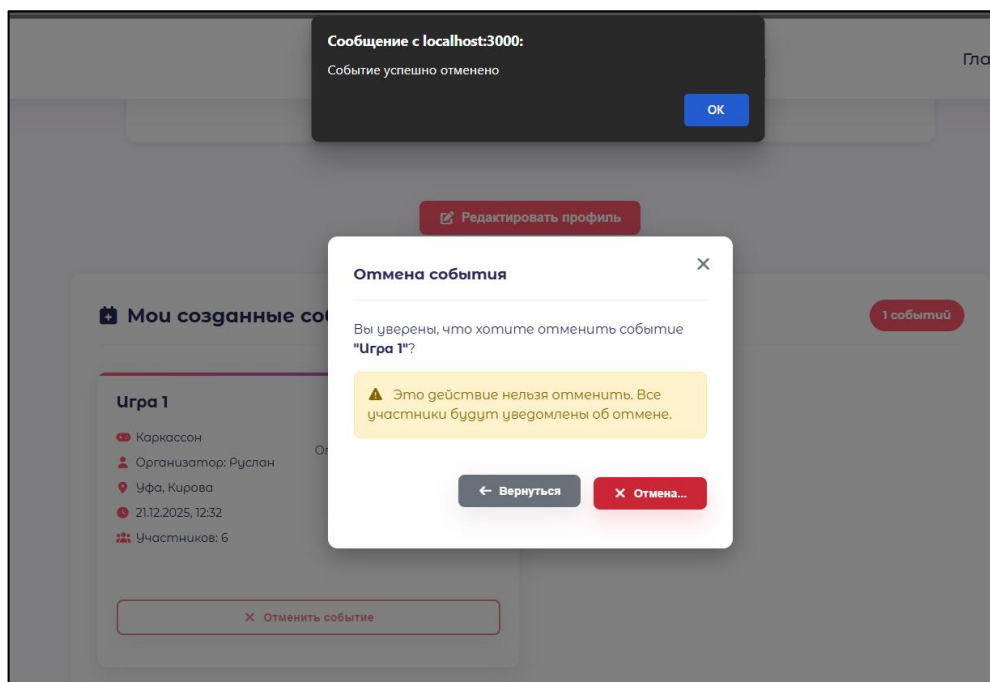 Сообщение с localhost:3000:
Событие успешно отменено
ОК
Гла
Редактировать профиль
Отмена события
Мои созданные соб
1 событий
Вы уверены, что хотите отменить событие
"Игра 1"?
Это действие нельзя отменить. Все
участники будут уведомлены об отмене.
Игра 1
Каркассон
Организатор: Руслан
Уфа, Кирова
21.12.2025, 12:32
Участников: 6
Вернуться
Отмена...
Отменить событие